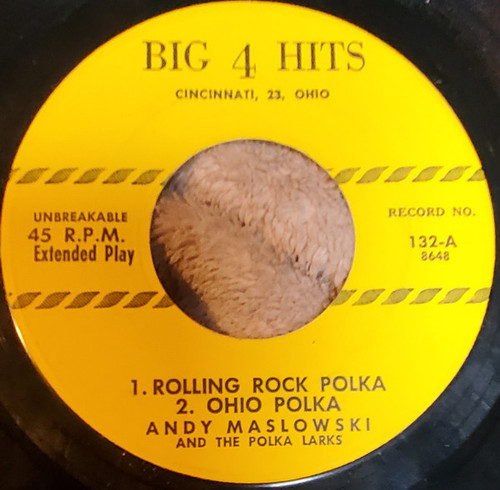 BIG 4 HITS
CINCINNATI, 23, OHIO
UNBREAKABLE
45 R.P.M.
Extended Play
RECORD NO.
132-A
8648
1. ROLLING ROCK POLKA
2. OHIO POLKA
ANDY MASLOWSKI
AND THE POLKA LARKS